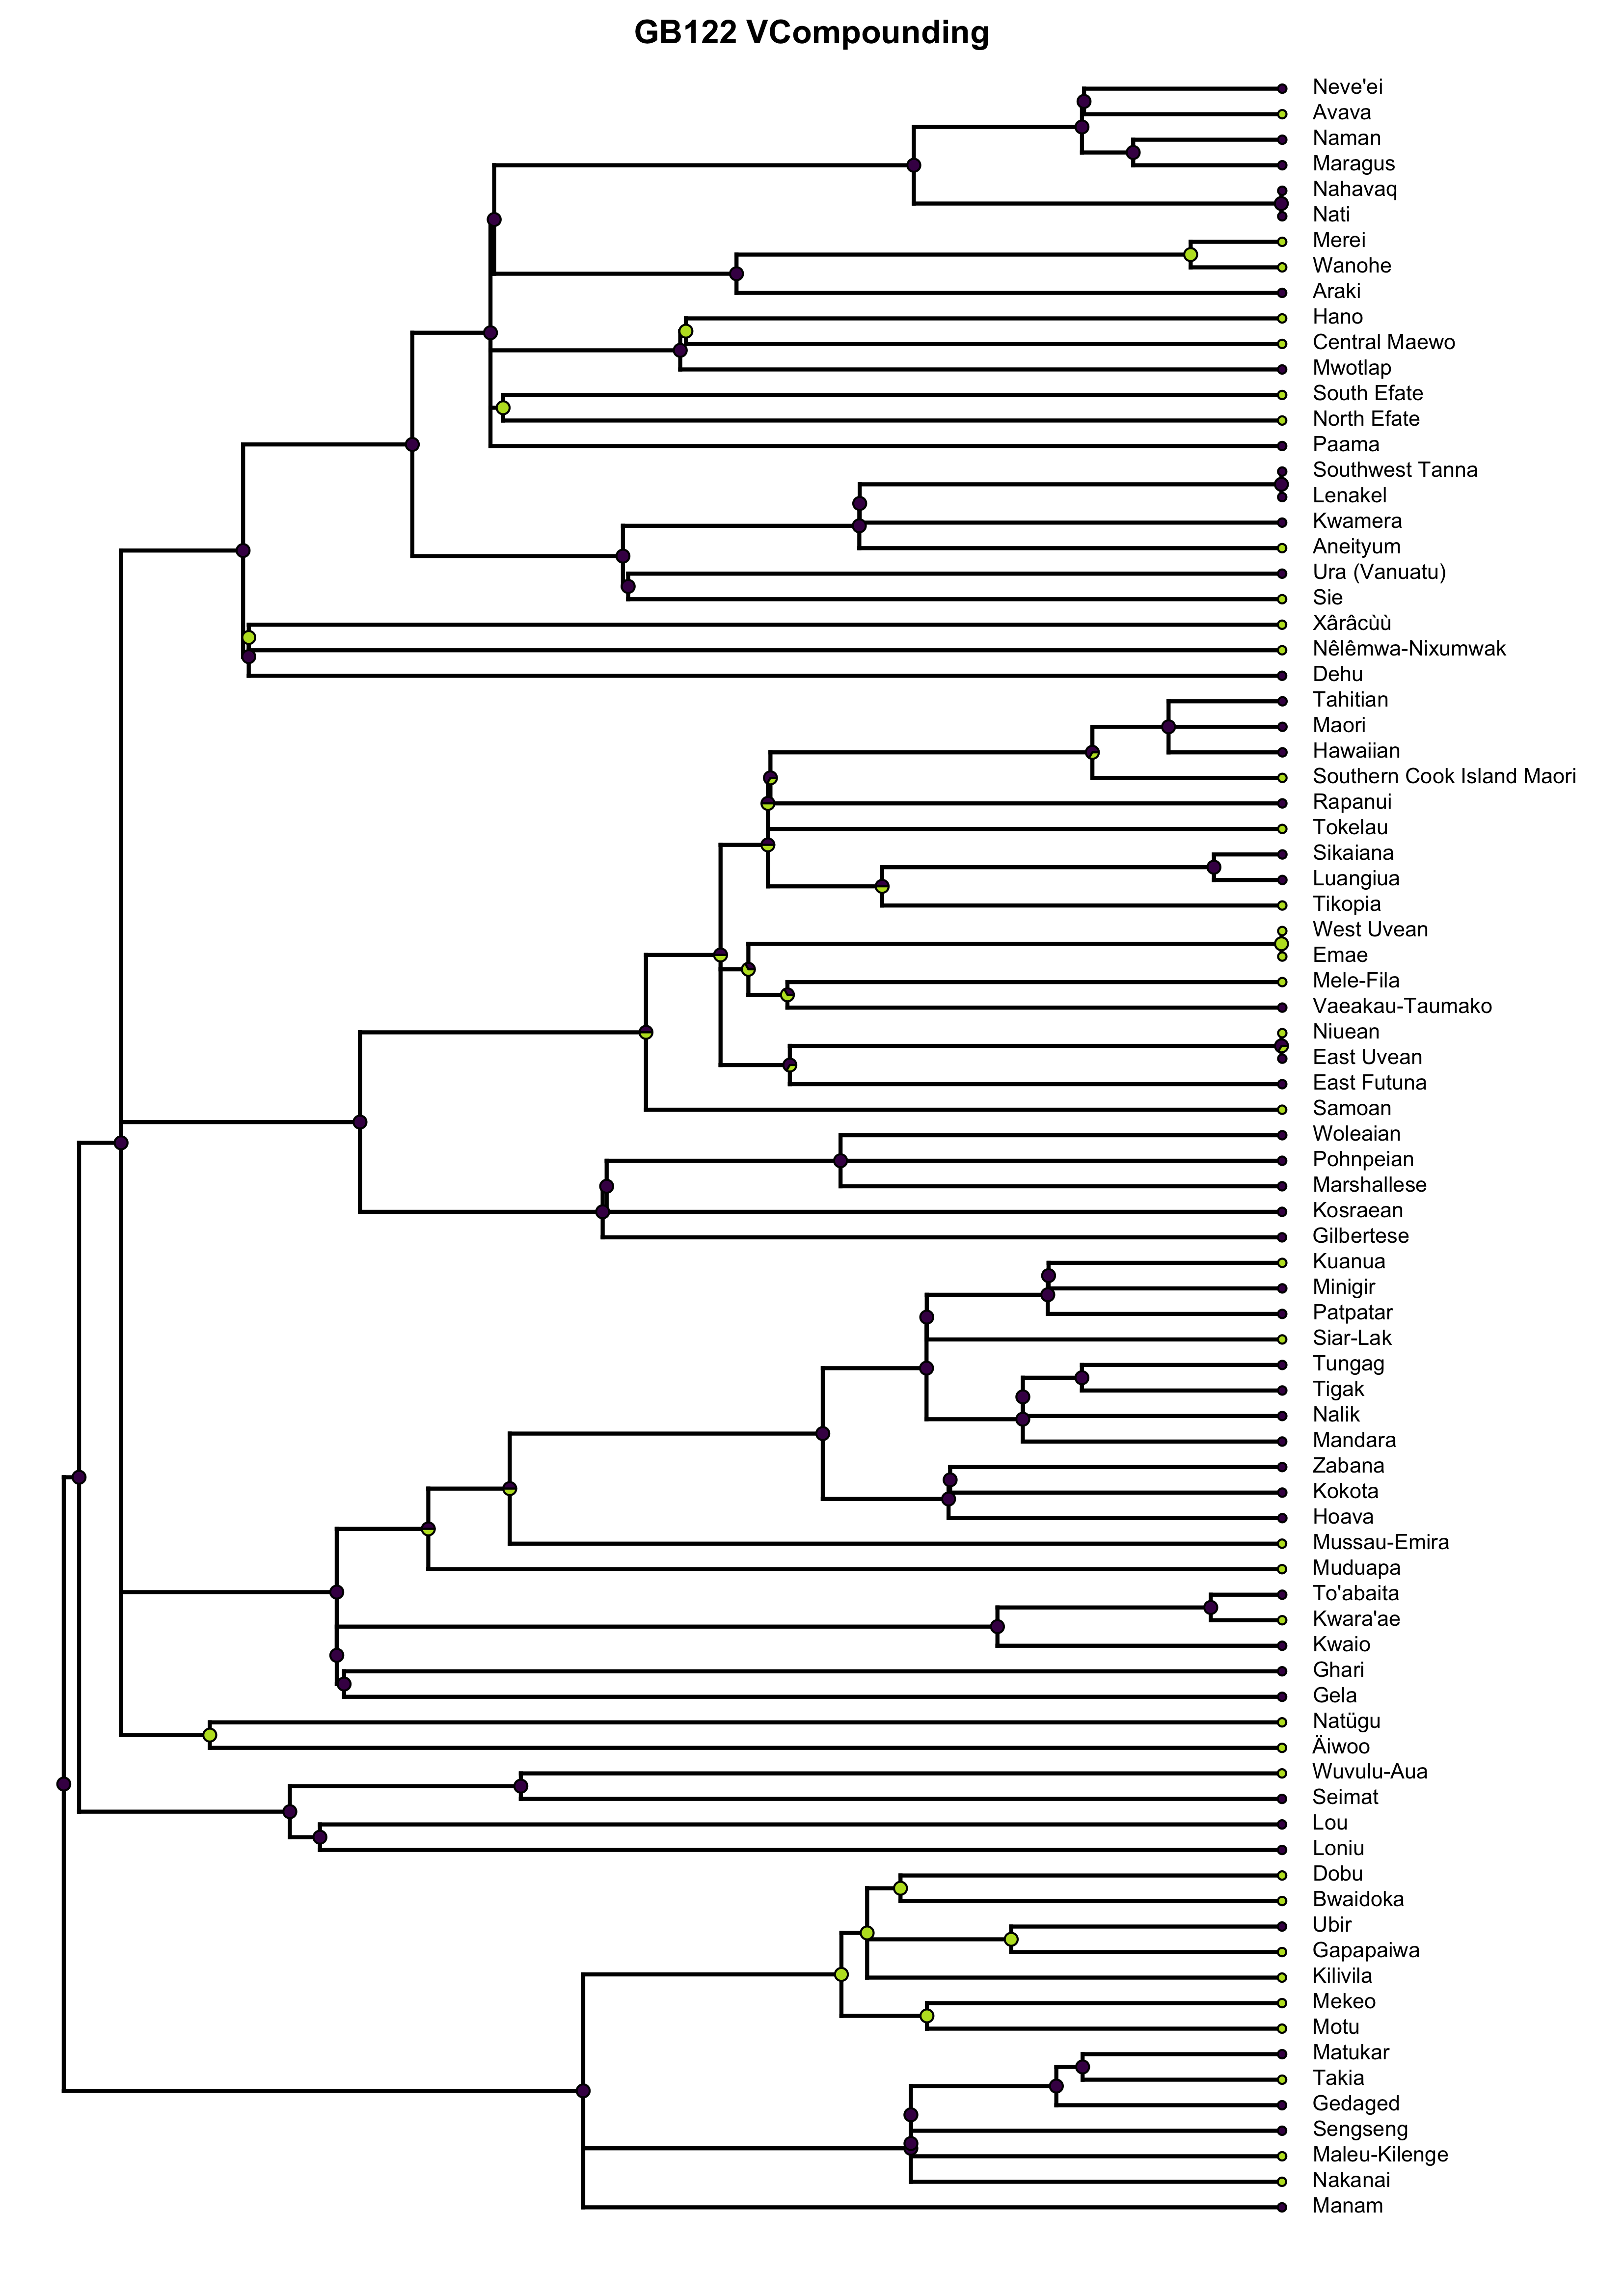 GB122 VCompounding
Neve'ei
Avava
Naman
Maragus
Nahavaq
Nati
Merei
Wanohe
Araki
Hano
Central Maewo
Mwotlap
South Efate
North Efate
Paama
Southwest Tanna
Lenakel
Kwamera
Aneityum
Ura (Vanuatu)
Sie
Xârâcùù
Nêlêmwa-Nixumwak
Dehu
Tahitian
Maori
Hawaiian
Southern Cook Island Maori
Rapanui
Tokelau
Sikaiana
Luangiua
Tikopia
West Uvean
Emae
Mele-Fila
Vaeakau-Taumako
Niuean
East Uvean
East Futuna
Samoan
Woleaian
Pohnpeian
Marshallese
Kosraean
Gilbertese
Kuanua
Minigir
Patpatar
Siar-Lak
Tungag
Tigak
Nalik
Mandara
Zabana
Kokota
Hoava
Mussau-Emira
Muduapa
To'abaita
Kwara'ae
Kwaio
Ghari
Gela
Natügu
Äiwoo
Wuvulu-Aua
Seimat
Lou
Loniu
Dobu
Bwaidoka
Ubir
Gapapaiwa
Kilivila
Mekeo
Motu
Matukar
Takia
Gedaged
Sengseng
Maleu-Kilenge
Nakanai
Manam